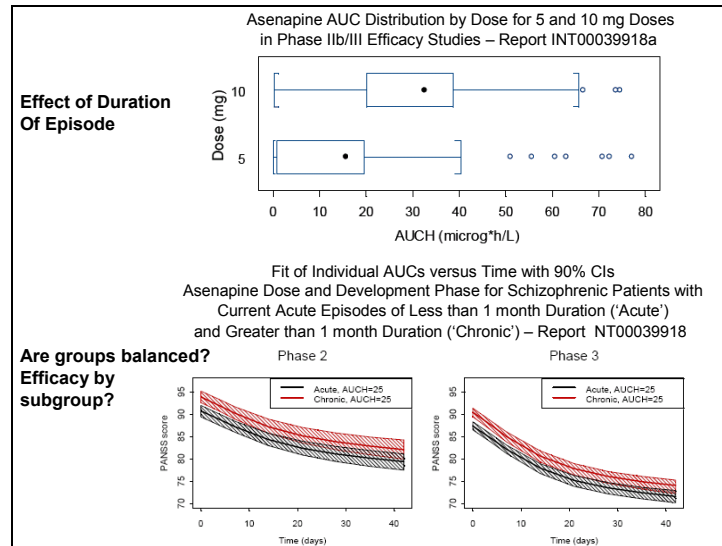 Asenapine AUC Distribution by Dose for 5 and 10 mg Doses
in Phase IIb/III Efficacy Studies – Report INT00039918a
Effect of Duration
Of Episode
Dose (mg)
10
5
0 10 20 30 40 50 60 70 80
AUCH (microg*h/L)
Fit of Individual AUCs versus Time with 90% CIs
Asenapine Dose and Development Phase for Schizophrenic Patients with
Current Acute Episodes of Less than 1 month Duration (‘Acute’)
and Greater than 1 month Duration (‘Chronic’) – Report NT00039918
Are groups balanced?
Efficacy by
subgroup?
Phase 2
Acute, AUCH=25
Chronic, AUCH=25
PANSS score
95
90
85
80
75
70
0 10 20 30 40
Time (days)
Phase 3
Acute, AUCH=25
Chronic, AUCH=25
PANSS score
95
90
85
80
75
70
0 10 20 30 40
Time (days)